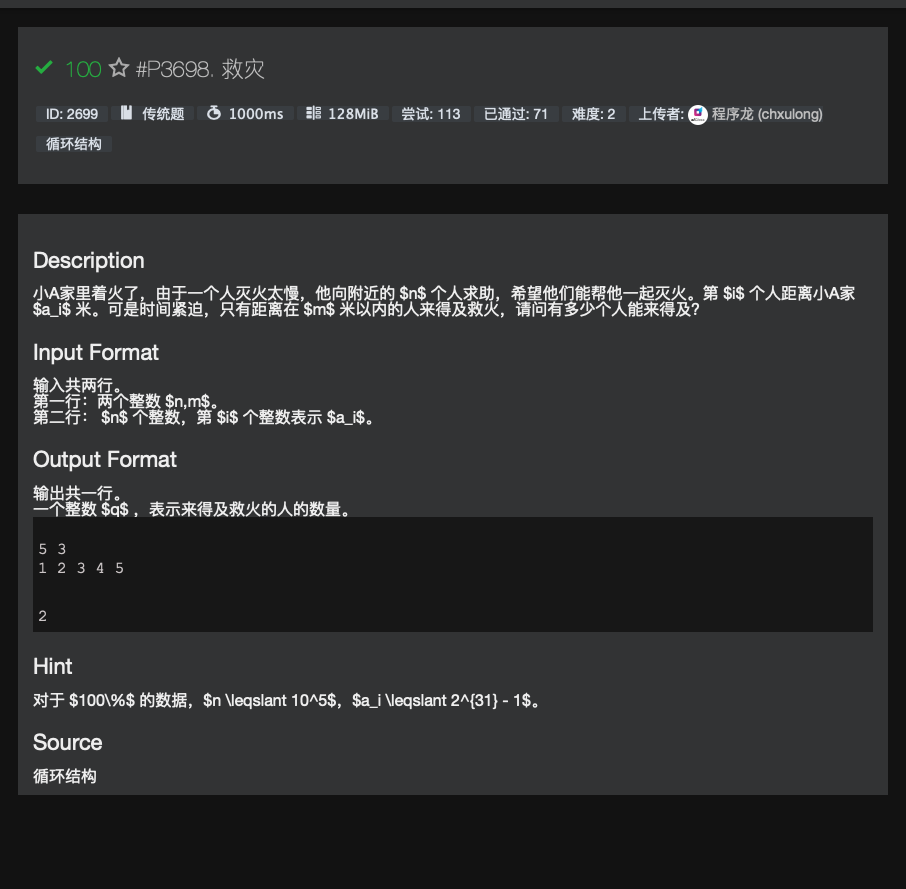 100 #P3698. 救灾
ID: 2699 传统题 1000ms 128MiB 尝试: 113 已通过: 71 难度: 2 上传者: 程序龙 (chxulong)
循环结构
Description
小A家里着火了，由于一个人灭火太慢，他向附近的 $n$ 个人求助，希望他们能帮他一起灭火。第 $i$ 个人距离小A家
$a_i$ 米。可是时间紧迫，只有距离在 $m$ 米以内的人来得及救火，请问有多少个人能来得及？
Input Format
输入共两行。
第一行：两个整数 $n,m$。
第二行： $n$ 个整数，第 $i$ 个整数表示 $a_i$。
Output Format
输出共一行。
一个整数 $q$ ，表示来得及救火的人的数量。
5 3
1 2 3 4 5
2
Hint
对于 $100\%$ 的数据，$n \leqslant 10^5$，$a_i \leqslant 2^{31} - 1$。
Source
循环结构